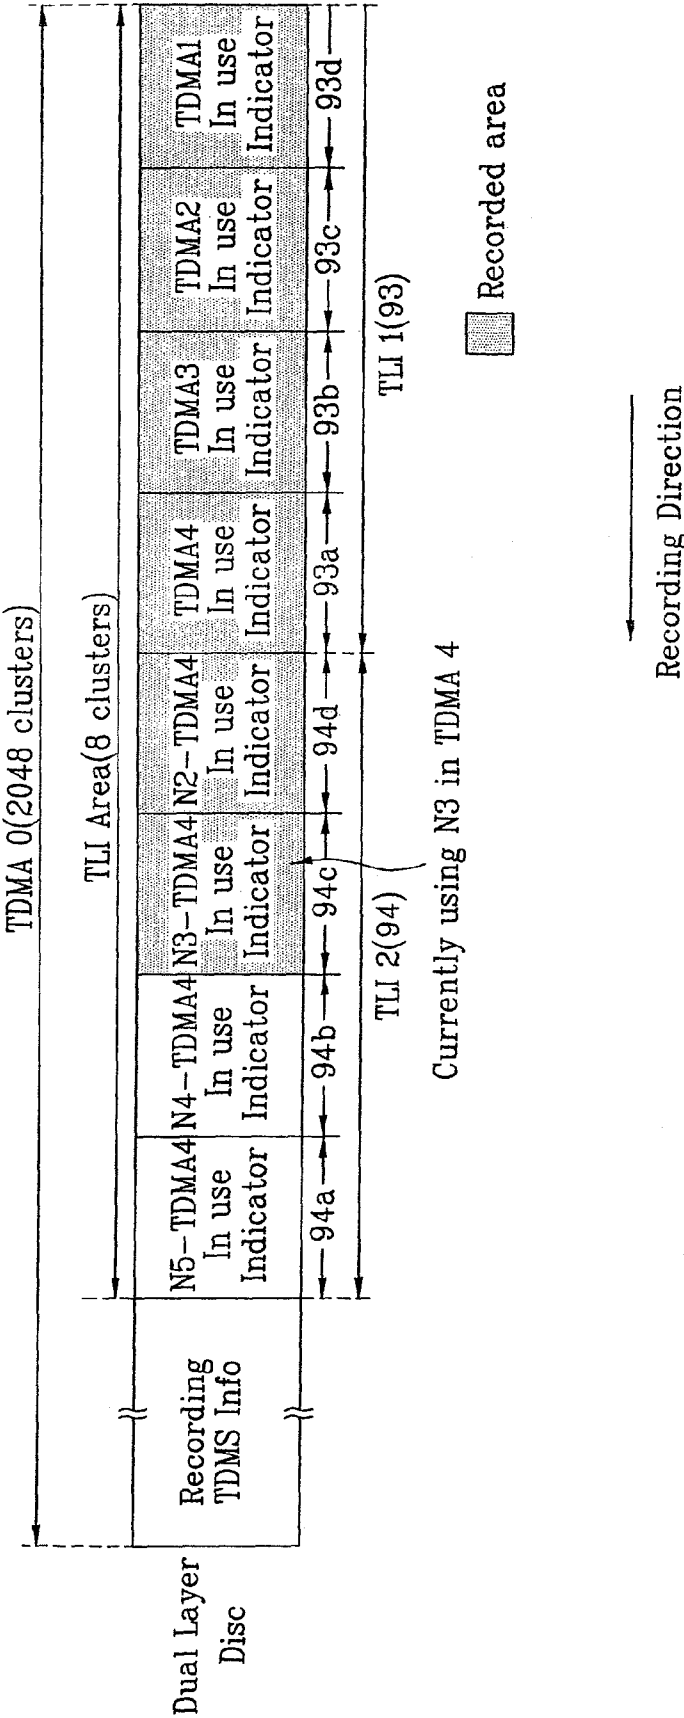 TDMA 0(2048 clusters)
TLI Area(8 clusters)
Dual Layer
Disc
Recording
TDMS Info
N5-TDMA4
In use
Indicator
N4-TDMA4
In use
Indicator
N3-TDMA4
In use
Indicator
N2-TDMA4
In use
Indicator
TDMA4
In use
Indicator
TDMA3
In use
Indicator
TDMA2
In use
Indicator
TDMA1
In use
Indicator
94a
94b
94c
94d
93a
93b
93c
93d
TLI 2(94)
TLI 1(93)
Currently using N3 in TDMA 4
Recorded area
Recording Direction